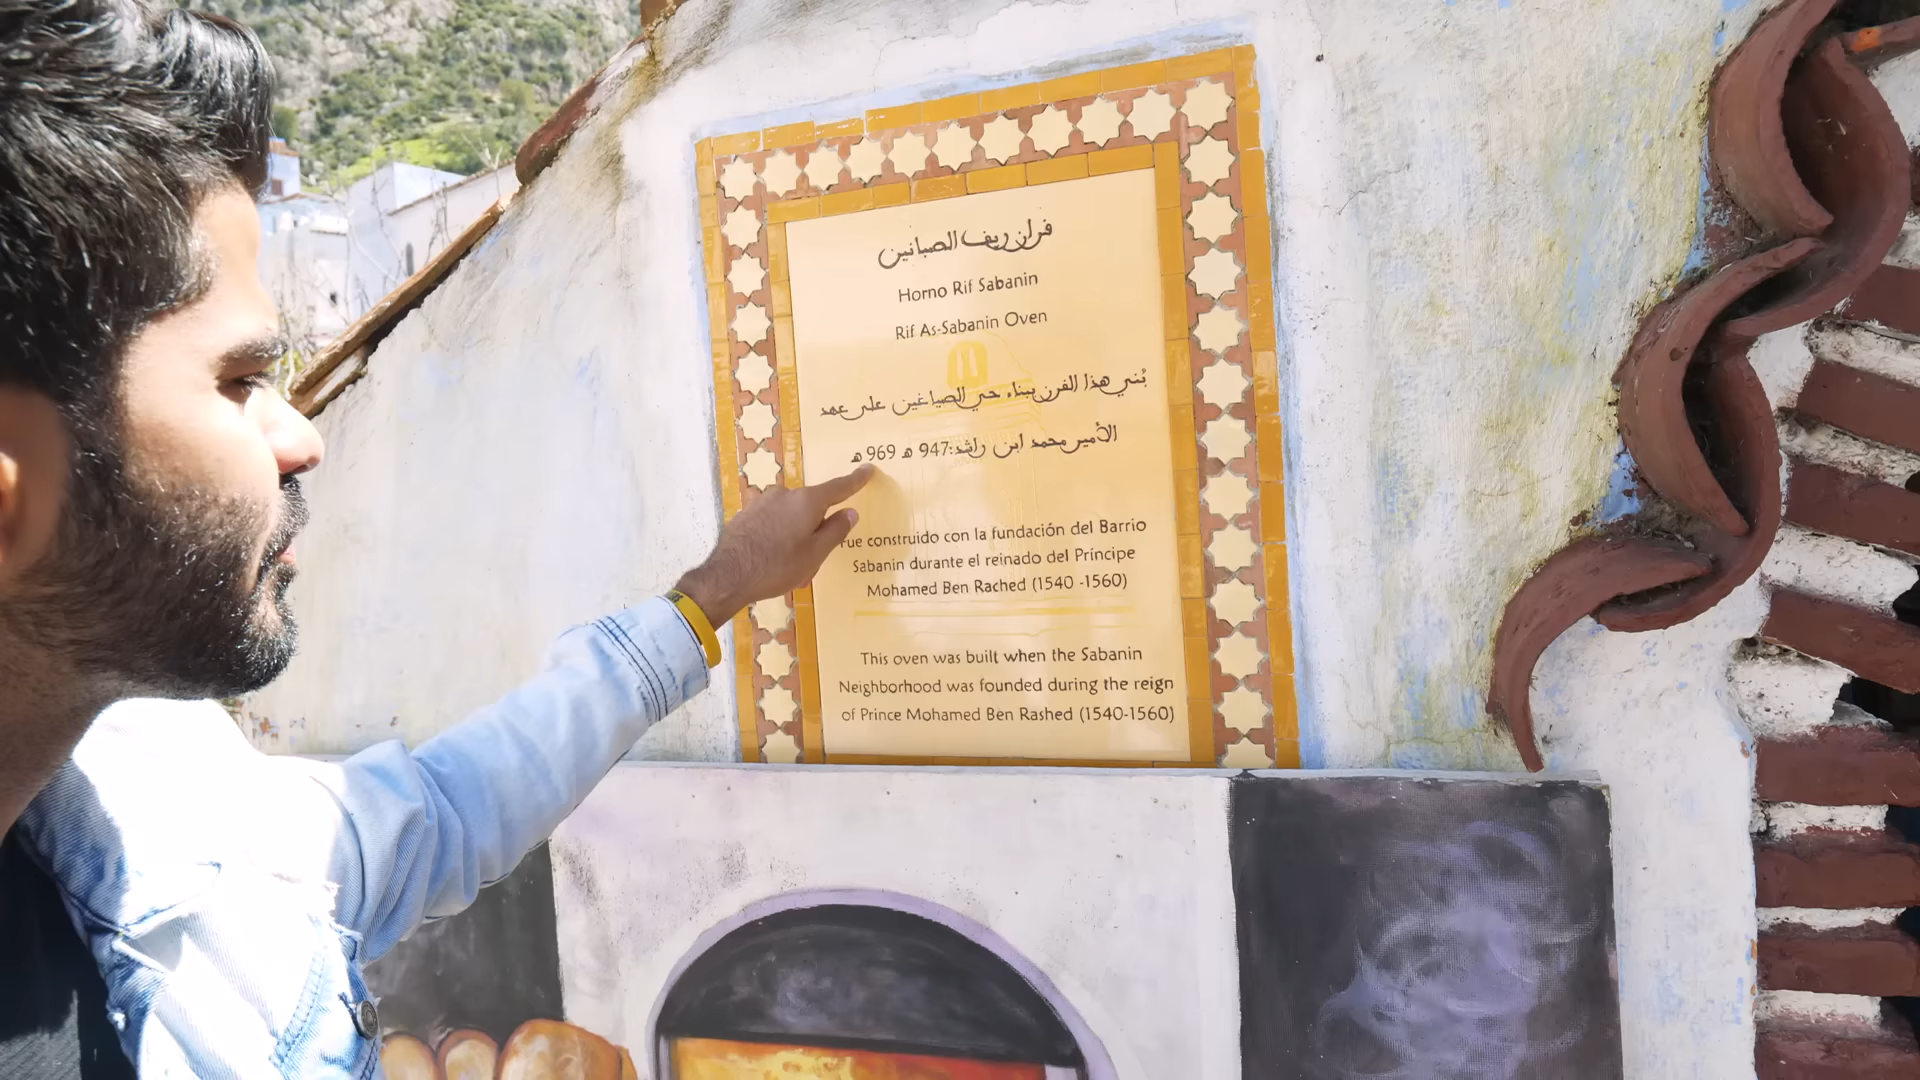 فران ريف الصبانين
Horno Rif Sabanin
Rif As-Sabanin Oven
بُني هذا الفرن ببناء حي الصباغين على عهد
الأمير محمد ابن راشد:947 ه 969 ه
Fue construido con la fundación del Barrio
Sabanin durante el reinado del Príncipe
Mohamed Ben Rached (1540 -1560)
This oven was built when the Sabanin
Neighborhood was founded during the reign
of Prince Mohamed Ben Rashed (1540-1560)